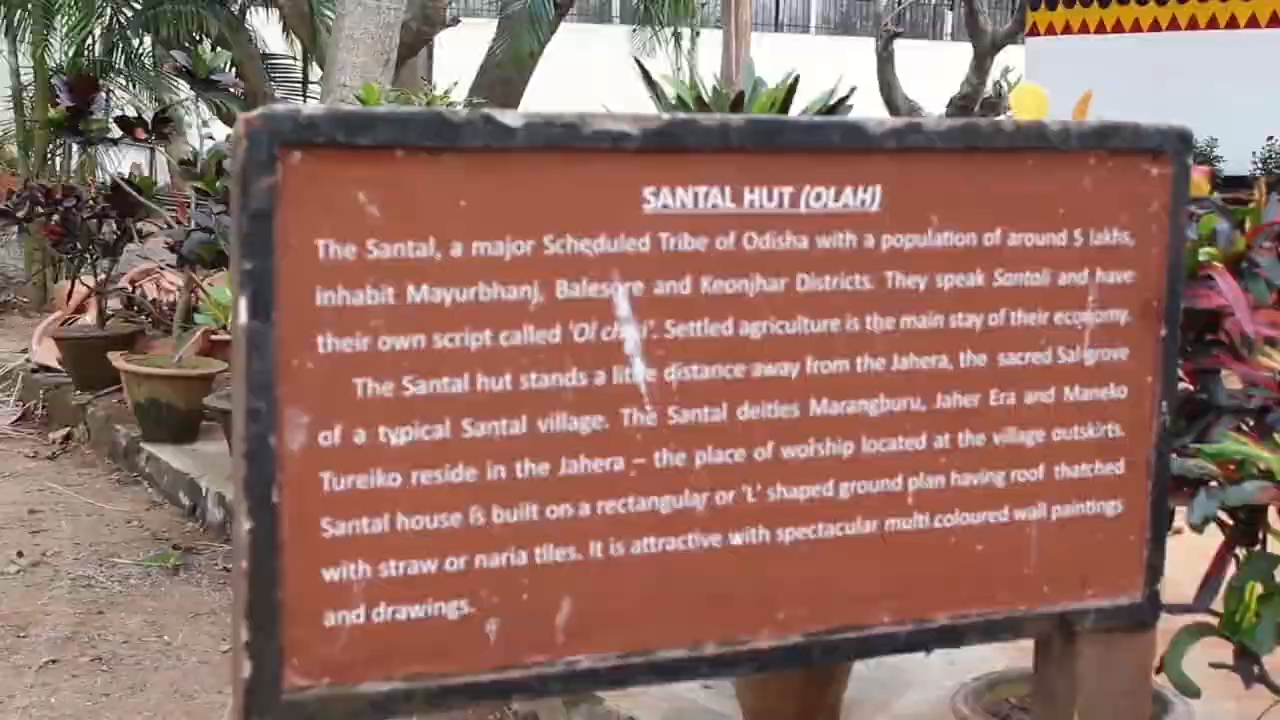 SANTAL HUT (OLAH)
The Santal, a major Scheduled Tribe of Odisha with a population of around 5 lakhs,
inhabit Mayurbhanj, Balesore and Keonjhar Districts. They speak Santali and have
their own script called 'Ol chiki'. Settled agriculture is the main stay of their economy.
The Santal hut stands a little distance away from the Jahera, the sacred Sal grove
of a typical Santal village. The Santal deities Marangburu, Jaher Era and Maneko
Tureiko reside in the Jahera – the place of worship located at the village outskirts.
Santal house is built on a rectangular or 'L' shaped ground plan having roof thatched
with straw or naria tiles. It is attractive with spectacular multi coloured wall paintings
and drawings.